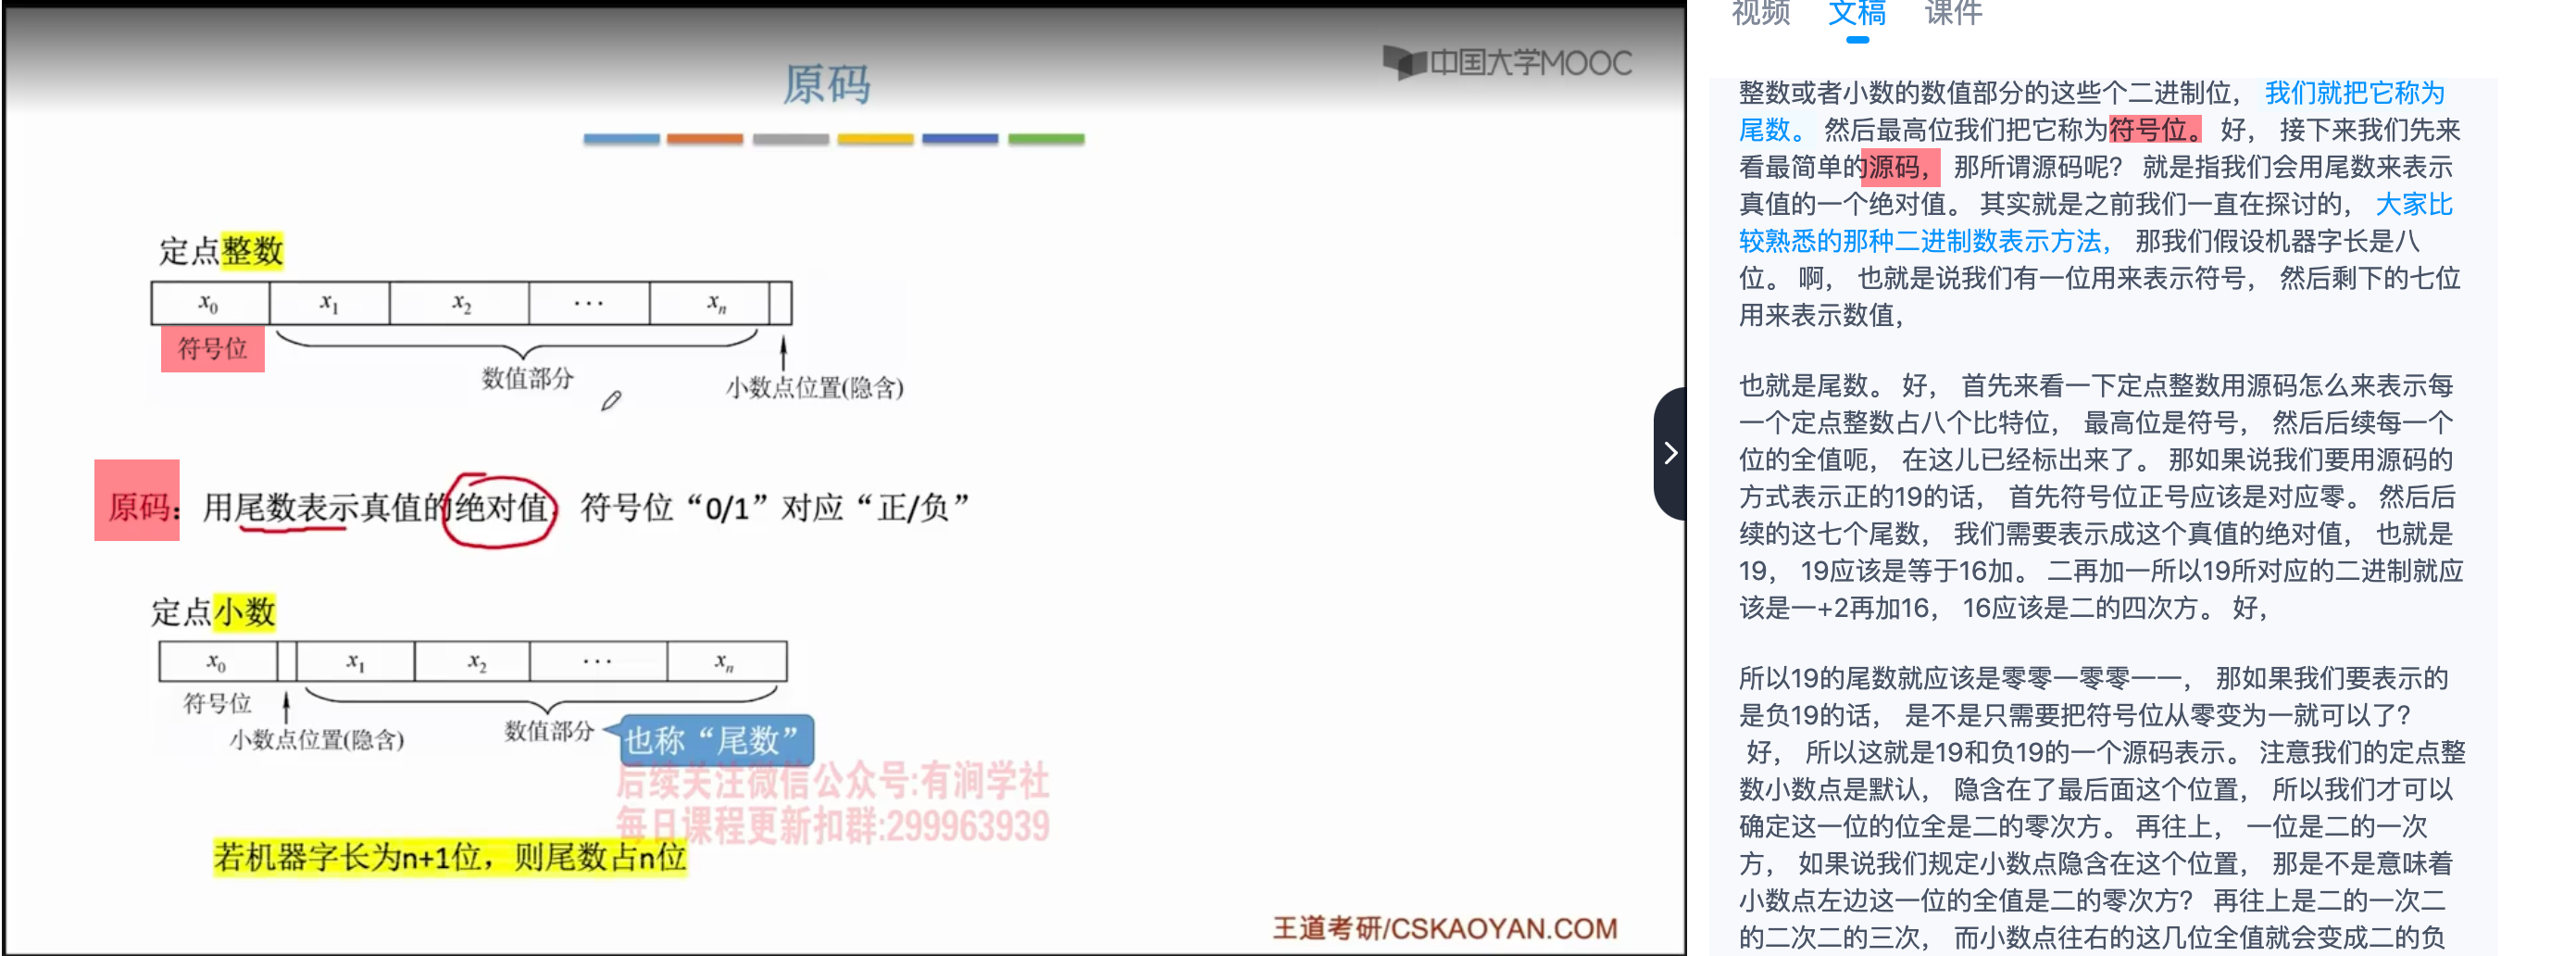 原码
中国大学MOOC
定点整数
x0 x1 x2 ··· xn
符号位
数值部分
小数点位置(隐含)
原码：用尾数表示真值的绝对值，符号位“0/1”对应“正/负”
定点小数
x0 x1 x2 ··· xn
符号位
小数点位置(隐含)
数值部分
也称“尾数”
后续关注微信公众号:有涧学社
每日课程更新扣群:299963939
若机器字长为n+1位，则尾数占n位
王道考研/CSKAOYAN.COM
视频 文稿 课件
整数或者小数的数值部分的这些个二进制位， 我们就把它称为
尾数。 然后最高位我们把它称为符号位。 好， 接下来我们先来
看最简单的源码， 那所谓源码呢？ 就是指我们会用尾数来表示
真值的一个绝对值。 其实就是之前我们一直在探讨的， 大家比
较熟悉的那种二进制数表示方法， 那我们假设机器字长是八
位。 啊， 也就是说我们有一位用来表示符号， 然后剩下的七位
用来表示数值，
也就是尾数。 好， 首先来看一下定点整数用源码怎么来表示每
一个定点整数占八个比特位， 最高位是符号， 然后后续每一个
位的全值呃， 在这儿已经标出来了。 那如果说我们要用源码的
方式表示正的19的话， 首先符号位正号应该是对应零。 然后后
续的这七个尾数， 我们需要表示成这个真值的绝对值， 也就是
19， 19应该是等于16加。 二再加一所以19所对应的二进制就应
该是一+2再加16， 16应该是二的四次方。 好，
所以19的尾数就应该是零零一零零一一， 那如果我们要表示的
是负19的话， 是不是只需要把符号位从零变为一就可以了？
好， 所以这就是19和负19的一个源码表示。 注意我们的定点整
数小数点是默认， 隐含在了最后面这个位置， 所以我们才可以
确定这一位的位全是二的零次方。 再往上， 一位是二的一次
方， 如果说我们规定小数点隐含在这个位置， 那是不是意味着
小数点左边这一位的全值是二的零次方？ 再往上是二的一次二
的二次二的三次， 而小数点往右的这几位全值就会变成二的负